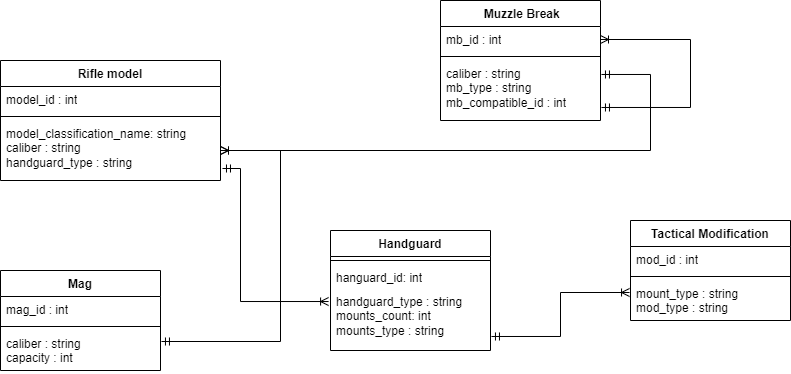 Muzzle Break
mb_id : int
caliber : string
mb_type : string
mb_compatible_id : int
Rifle model
model_id : int
model_classification_name: string
caliber : string
handguard_type : string
Handguard
hanguard_id: int
handguard_type : string
mounts_count: int
mounts_type : string
Tactical Modification
mod_id : int
mount_type : string
mod_type : string
Mag
mag_id : int
caliber : string
capacity : int